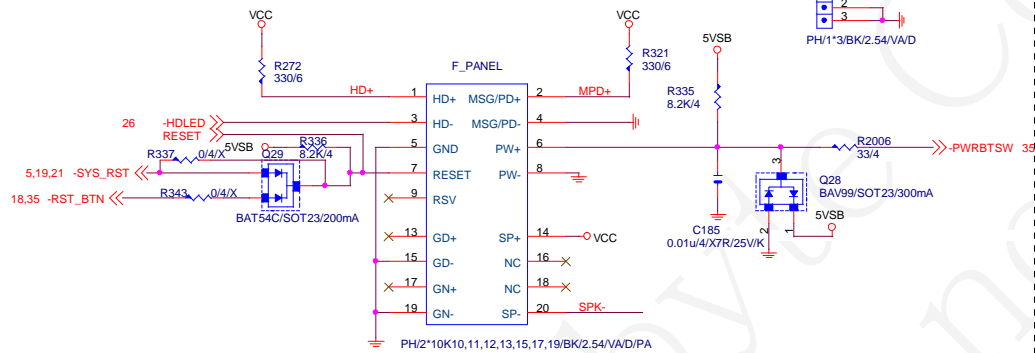 VCC
VCC
2
3
PH/1*3/BK/2.54/VA/D
R272
330/6
R321
330/6
5VSB
F_PANEL
HD+
1
HD+
MSG/PD+
2
MPD+
R335
8.2K/4
26
-HDLED
3
HD-
MSG/PD-
4
RESET
5VSB
R336
8.2K/4
5
GND
PW+
6
R2006
33/4
-PWRBTSW
35
R337
0/4/X
Q29
5,19,21
-SYS_RST
7
RESET
PW-
8
3
Q28
BAV99/SOT23/300mA
18,35
-RST_BTN
R343
0/4/X
9
RSV
BAT54C/SOT23/200mA
2
1
5VSB
C185
0.01u/4/X7R/25V/K
13
GD+
SP+
14
VCC
15
GD-
NC
16
17
GN+
NC
18
19
GN-
SP-
20
SPK-
PH/2*10K10,11,12,13,15,17,19/BK/2.54/VA/D/PA